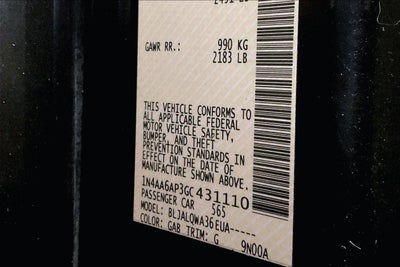 GAWR RR.: 990 KG
2183 LB
THIS VEHICLE CONFORMS TO
ALL APPLICABLE FEDERAL
MOTOR VEHICLE SAFETY,
BUMPER, AND THEFT
PREVENTION STANDARDS IN
EFFECT ON THE DATE OF
MANUFACTURE SHOWN ABOVE.
1N4AA6AP3GC431110
PASSENGER CAR 565
MODEL: BLJALQWA36EUA-----
COLOR: GAB TRIM: G 9N00A